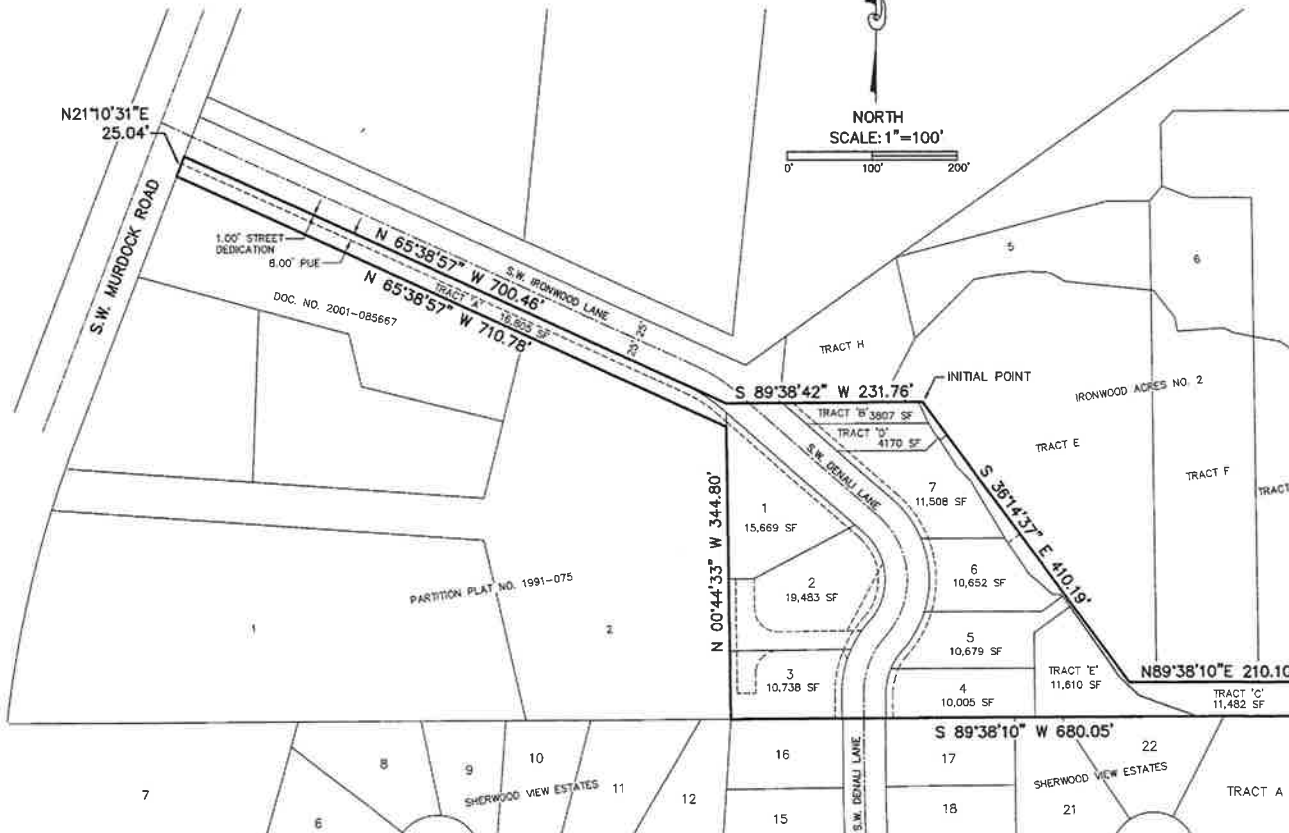 NORTH
SCALE: 1"=100'
0'
100'
200'
N21°10'31"E
25.04'
S.W. MURDOCK ROAD
1.00' STREET
DEDICATION
8.00' PUE
N 65°38'57" W 700.46'
S.W. IRONWOOD LANE
TRACT 'A'
16,805 SF
N 65°38'57" W 710.78'
25'
25'
DOC. NO. 2001-085667
5
6
TRACT H
INITIAL POINT
S 89°38'42" W 231.76'
IRONWOOD ACRES NO. 2
TRACT E
TRACT F
TRACT
TRACT 'B' 3807 SF
TRACT 'D'
4170 SF
S.W. DENALI LANE
S 36°14'37" E 410.19'
7
11,508 SF
1
15,669 SF
N 00°44'33" W 344.80'
6
10,652 SF
2
19,483 SF
PARTITION PLAT NO. 1991-075
1
2
5
10,679 SF
3
10,738 SF
4
10,005 SF
TRACT 'E'
11,610 SF
N89°38'10"E 210.10
TRACT 'C'
11,482 SF
S 89°38'10" W 680.05'
7
8
9
10
11
12
6
SHERWOOD VIEW ESTATES
16
15
S.W. DENALI LANE
17
18
22
SHERWOOD VIEW ESTATES
21
TRACT A